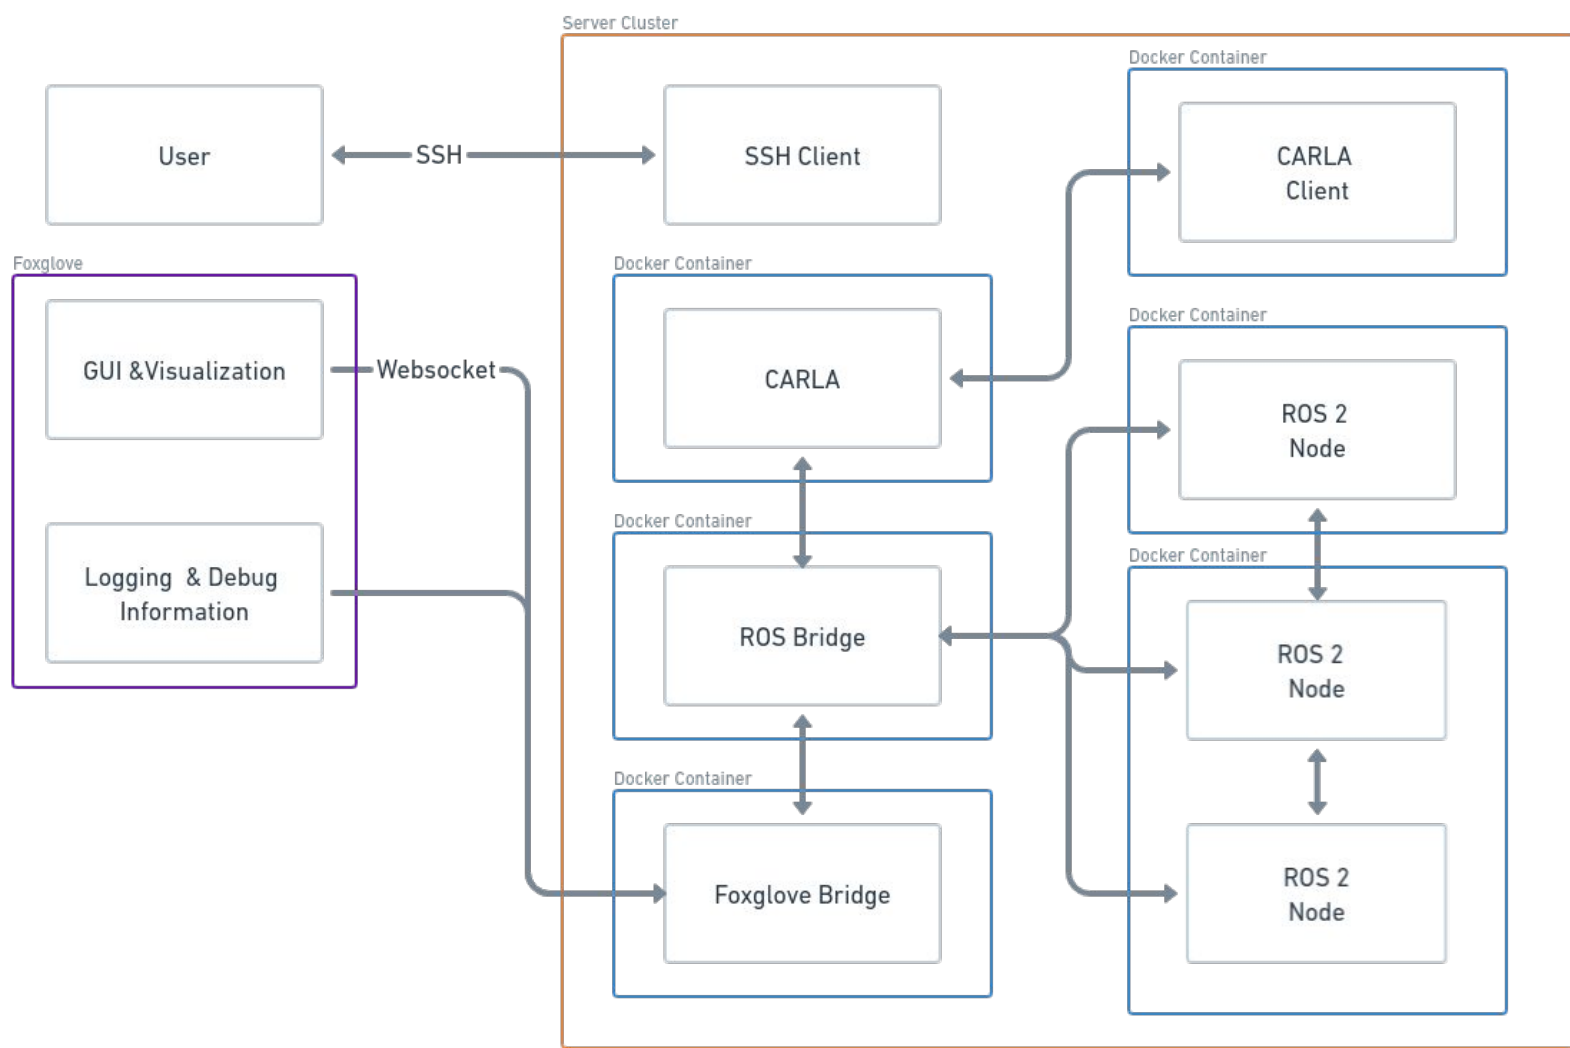 Server Cluster
Docker Container
User
SSH
SSH Client
CARLA
Client
Foxglove
Docker Container
Docker Container
GUI &Visualization
Websocket
CARLA
ROS 2
Node
Docker Container
Docker Container
Logging & Debug
Information
ROS Bridge
ROS 2
Node
Docker Container
Foxglove Bridge
ROS 2
Node